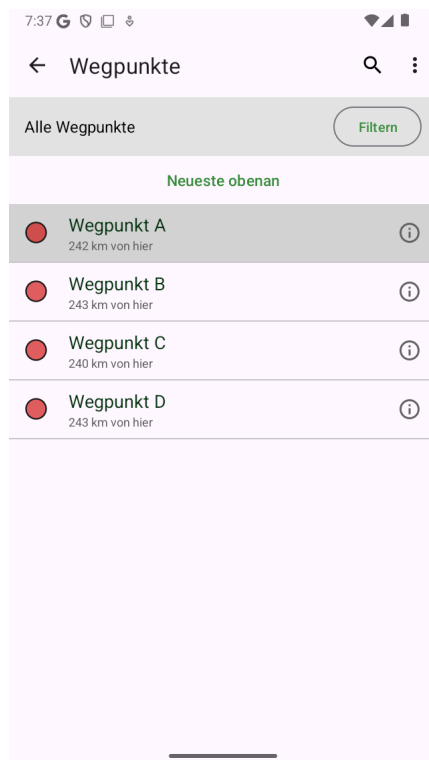 7:37
Wegpunkte
Alle Wegpunkte
Filtern
Neueste obenan
Wegpunkt A
242 km von hier
Wegpunkt B
243 km von hier
Wegpunkt C
240 km von hier
Wegpunkt D
243 km von hier